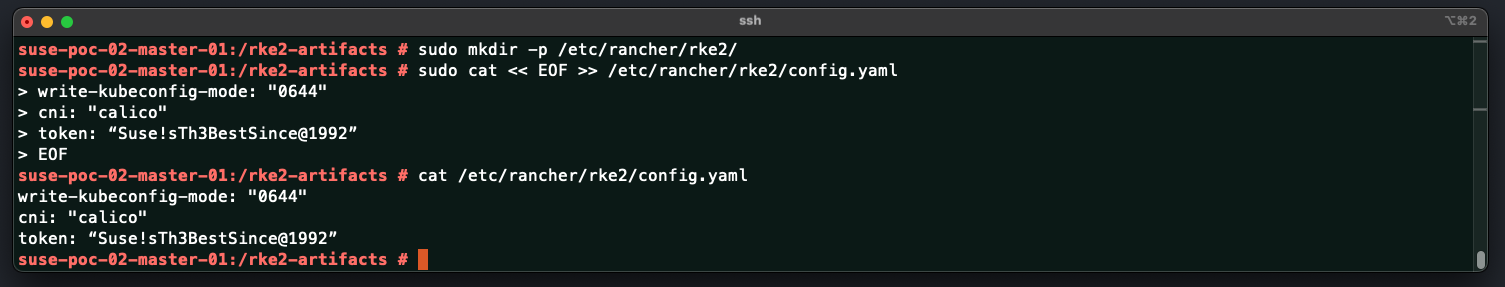 ssh
⌥⌘2
suse-poc-02-master-01:/rke2-artifacts # sudo mkdir -p /etc/rancher/rke2/
suse-poc-02-master-01:/rke2-artifacts # sudo cat << EOF >> /etc/rancher/rke2/config.yaml
> write-kubeconfig-mode: "0644"
> cni: "calico"
> token: “Suse!sTh3BestSince@1992”
> EOF
suse-poc-02-master-01:/rke2-artifacts # cat /etc/rancher/rke2/config.yaml
write-kubeconfig-mode: "0644"
cni: "calico"
token: “Suse!sTh3BestSince@1992”
suse-poc-02-master-01:/rke2-artifacts #